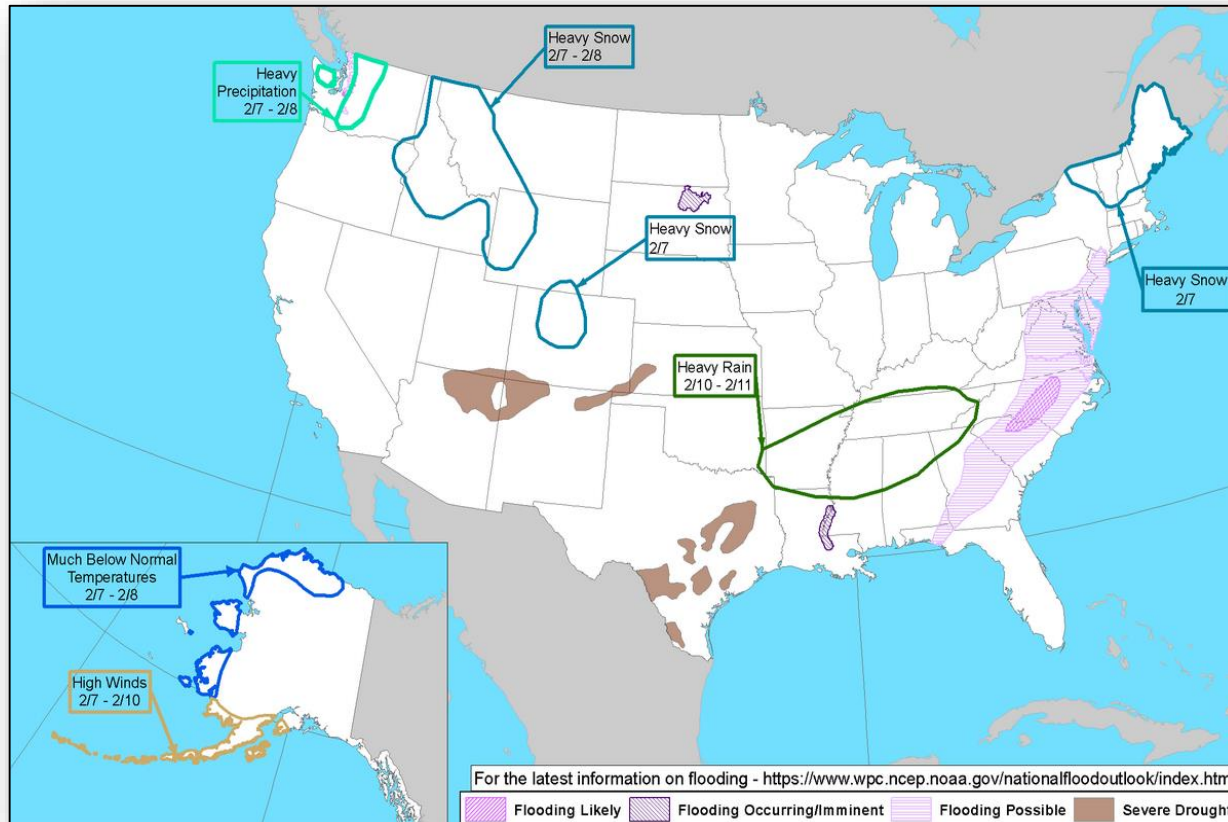 Heavy Snow
2/7 - 2/8
Heavy
Precipitation
2/7 - 2/8
Heavy Snow
2/7
Heavy Snow
2/7
Heavy Rain
2/10 - 2/11
Much Below Normal
Temperatures
2/7 - 2/8
High Winds
2/7 - 2/10
For the latest information on flooding - https://www.wpc.ncep.noaa.gov/nationalfloodoutlook/index.htm
Flooding Likely
Flooding Occurring/Imminent
Flooding Possible
Severe Drought